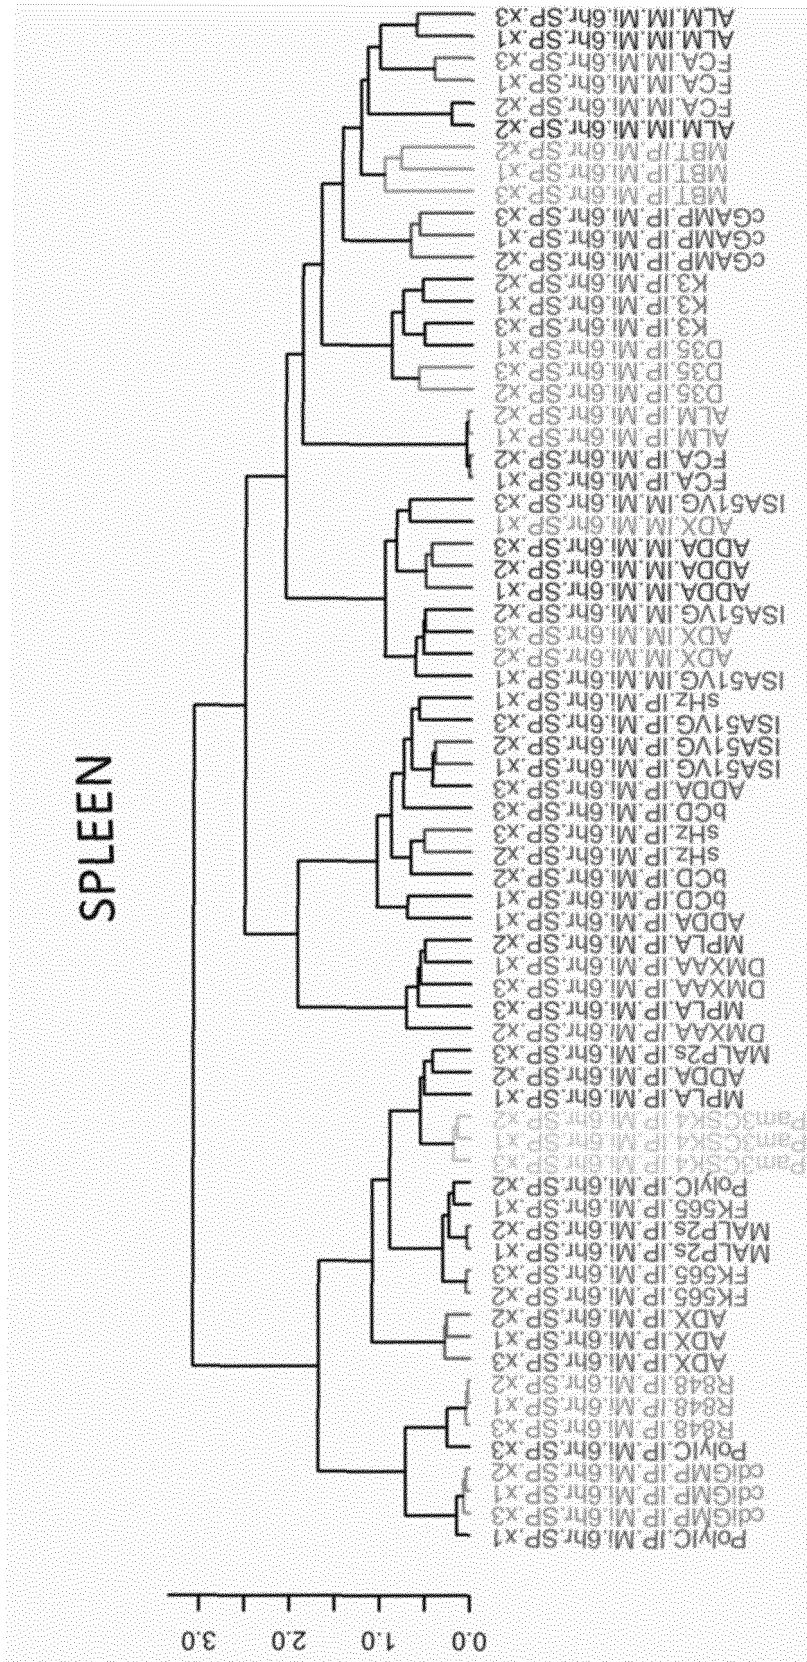 SPLEEN
ALM.IM.Mi.6hr.SP.x3
ALM.IM.Mi.6hr.SP.x1
FCA.IM.Mi.6hr.SP.x3
FCA.IM.Mi.6hr.SP.x1
FCA.IM.Mi.6hr.SP.x2
ALM.IM.Mi.6hr.SP.x2
MBT.IP.Mi.6hr.SP.x2
MBT.IP.Mi.6hr.SP.x1
MBT.IP.Mi.6hr.SP.x3
cGAMP.IP.Mi.6hr.SP.x3
cGAMP.IP.Mi.6hr.SP.x1
cGAMP.IP.Mi.6hr.SP.x2
K3.IP.Mi.6hr.SP.x2
K3.IP.Mi.6hr.SP.x1
K3.IP.Mi.6hr.SP.x3
D35.IP.Mi.6hr.SP.x1
D35.IP.Mi.6hr.SP.x3
D35.IP.Mi.6hr.SP.x2
ALM.IP.Mi.6hr.SP.x2
ALM.IP.Mi.6hr.SP.x1
FCA.IP.Mi.6hr.SP.x2
FCA.IP.Mi.6hr.SP.x1
ISA51VG.IM.Mi.6hr.SP.x3
ADX.IM.Mi.6hr.SP.x1
ADDA.IM.Mi.6hr.SP.x3
ADDA.IM.Mi.6hr.SP.x2
ADDA.IM.Mi.6hr.SP.x1
ISA51VG.IM.Mi.6hr.SP.x2
ADX.IM.Mi.6hr.SP.x3
ADX.IM.Mi.6hr.SP.x2
ISA51VG.IM.Mi.6hr.SP.x1
sHz.IP.Mi.6hr.SP.x1
ISA51VG.IP.Mi.6hr.SP.x3
ISA51VG.IP.Mi.6hr.SP.x2
ISA51VG.IP.Mi.6hr.SP.x1
ADDA.IP.Mi.6hr.SP.x3
bCD.IP.Mi.6hr.SP.x3
sHz.IP.Mi.6hr.SP.x3
sHz.IP.Mi.6hr.SP.x2
bCD.IP.Mi.6hr.SP.x2
bCD.IP.Mi.6hr.SP.x1
ADDA.IP.Mi.6hr.SP.x1
MPLA.IP.Mi.6hr.SP.x2
DMXAA.IP.Mi.6hr.SP.x1
DMXAA.IP.Mi.6hr.SP.x3
MPLA.IP.Mi.6hr.SP.x3
DMXAA.IP.Mi.6hr.SP.x2
MALP2s.IP.Mi.6hr.SP.x3
ADDA.IP.Mi.6hr.SP.x2
MPLA.IP.Mi.6hr.SP.x1
Pam3CSK4.IP.Mi.6hr.SP.x2
Pam3CSK4.IP.Mi.6hr.SP.x1
Pam3CSK4.IP.Mi.6hr.SP.x3
PolyIC.IP.Mi.6hr.SP.x2
FK565.IP.Mi.6hr.SP.x1
MALP2s.IP.Mi.6hr.SP.x2
MALP2s.IP.Mi.6hr.SP.x1
FK565.IP.Mi.6hr.SP.x3
FK565.IP.Mi.6hr.SP.x2
ADX.IP.Mi.6hr.SP.x2
ADX.IP.Mi.6hr.SP.x1
ADX.IP.Mi.6hr.SP.x3
R848.IP.Mi.6hr.SP.x2
R848.IP.Mi.6hr.SP.x1
R848.IP.Mi.6hr.SP.x3
PolyIC.IP.Mi.6hr.SP.x3
cdiGMP.IP.Mi.6hr.SP.x2
cdiGMP.IP.Mi.6hr.SP.x1
cdiGMP.IP.Mi.6hr.SP.x3
PolyIC.IP.Mi.6hr.SP.x1
3.0
2.0
1.0
0.0